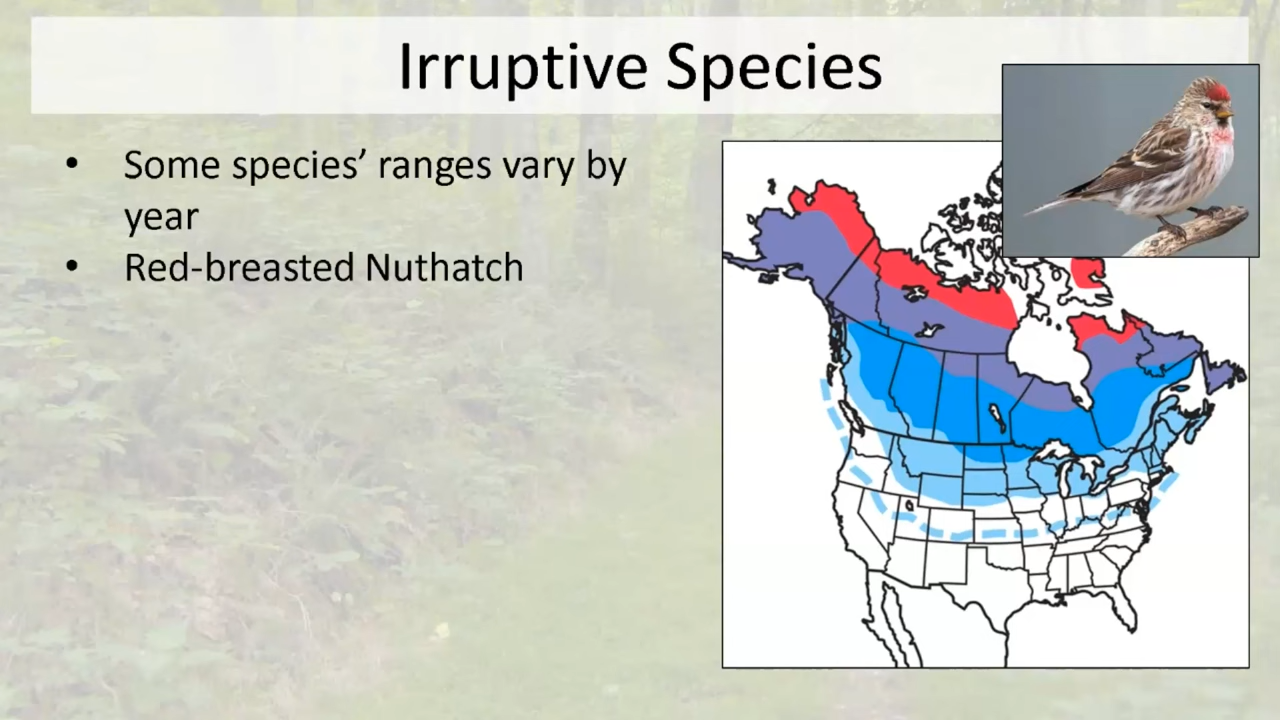 Irruptive Species
• Some species’ ranges vary by
year
• Red-breasted Nuthatch